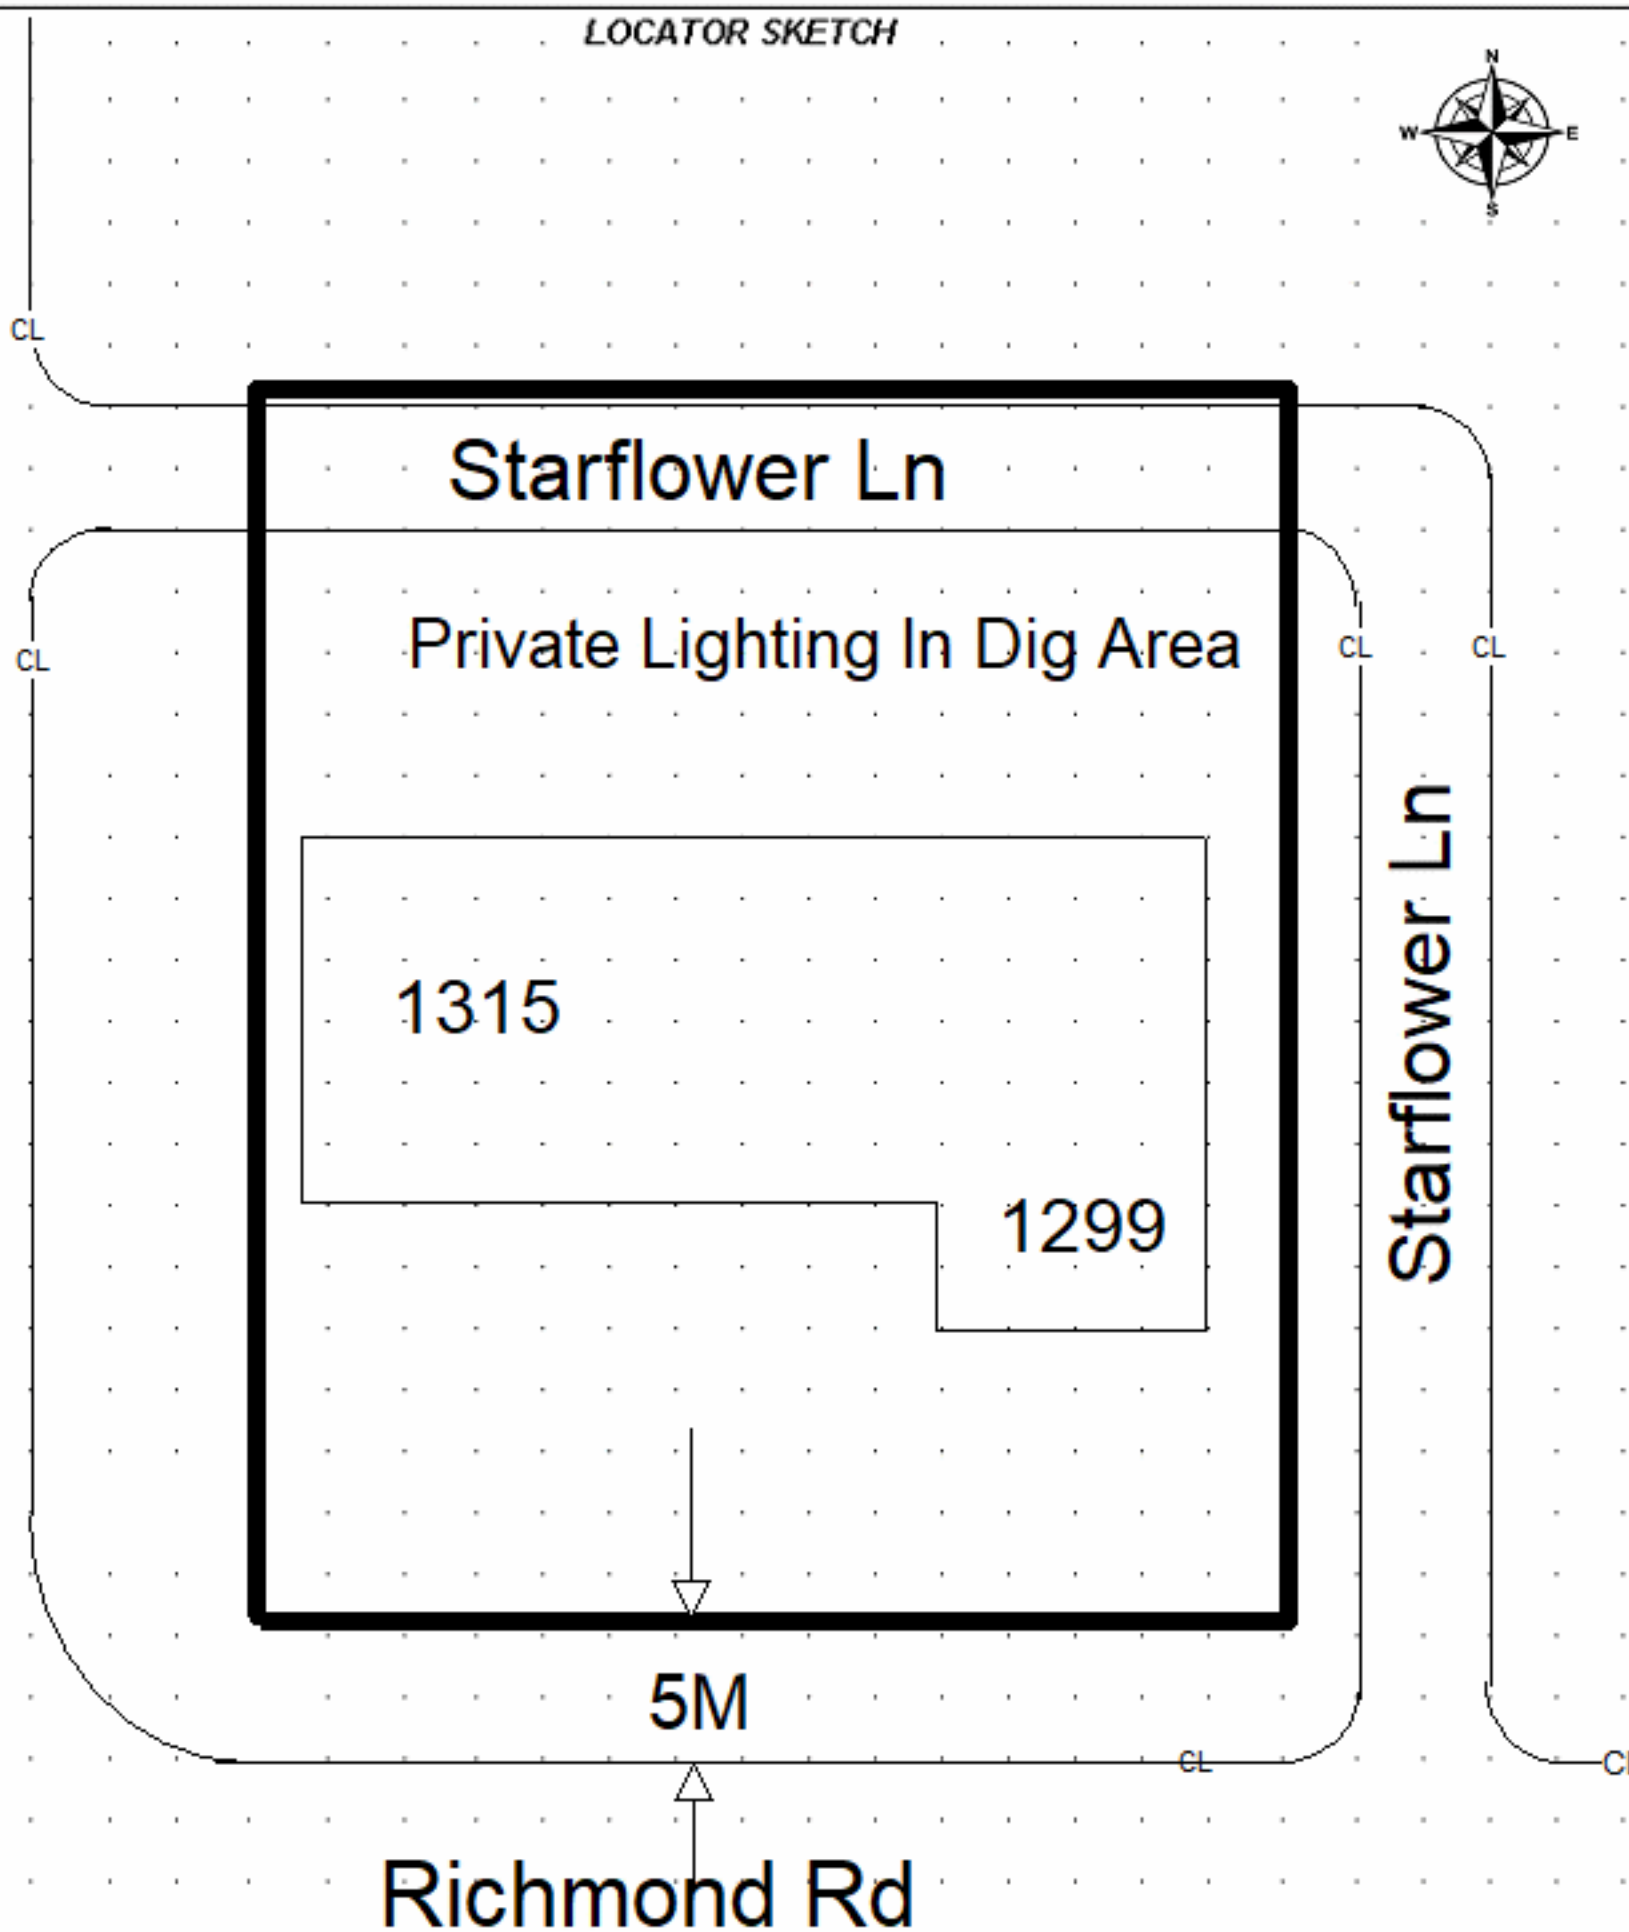 LOCATOR SKETCH
N
W
E
S
CL
Starflower Ln
Private Lighting In Dig Area
CL
CL
CL
Starflower Ln
1315
1299
5M
CL
CL
Richmond Rd